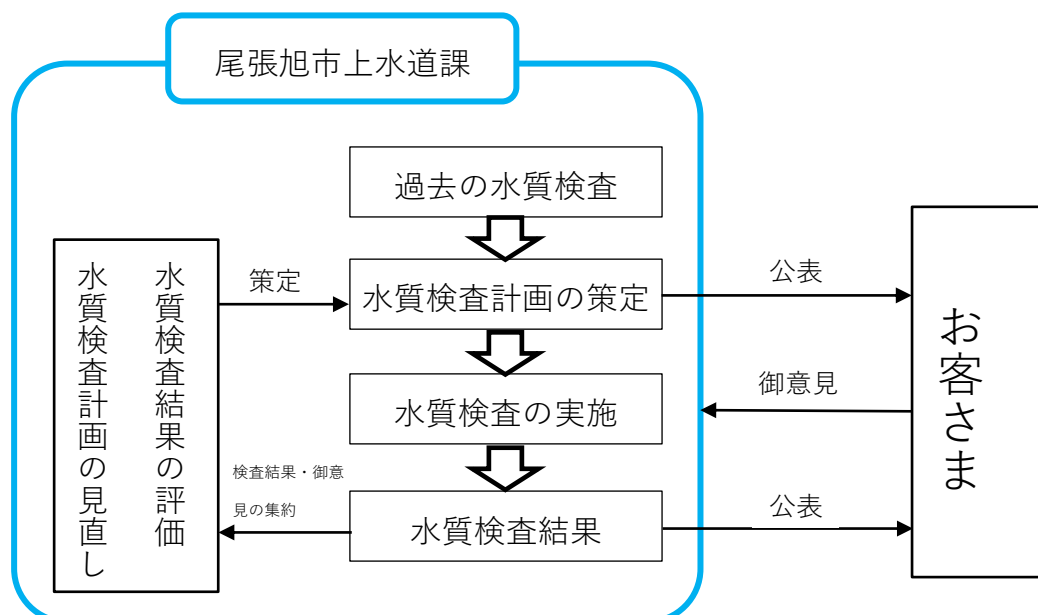 尾張旭市上水道課
過去の水質検査
策定
水質検査計画の策定
公表
水質検査結果の評価
水質検査計画の見直し
お客さま
御意見
水質検査の実施
検査結果・御意
見の集約
水質検査結果
公表